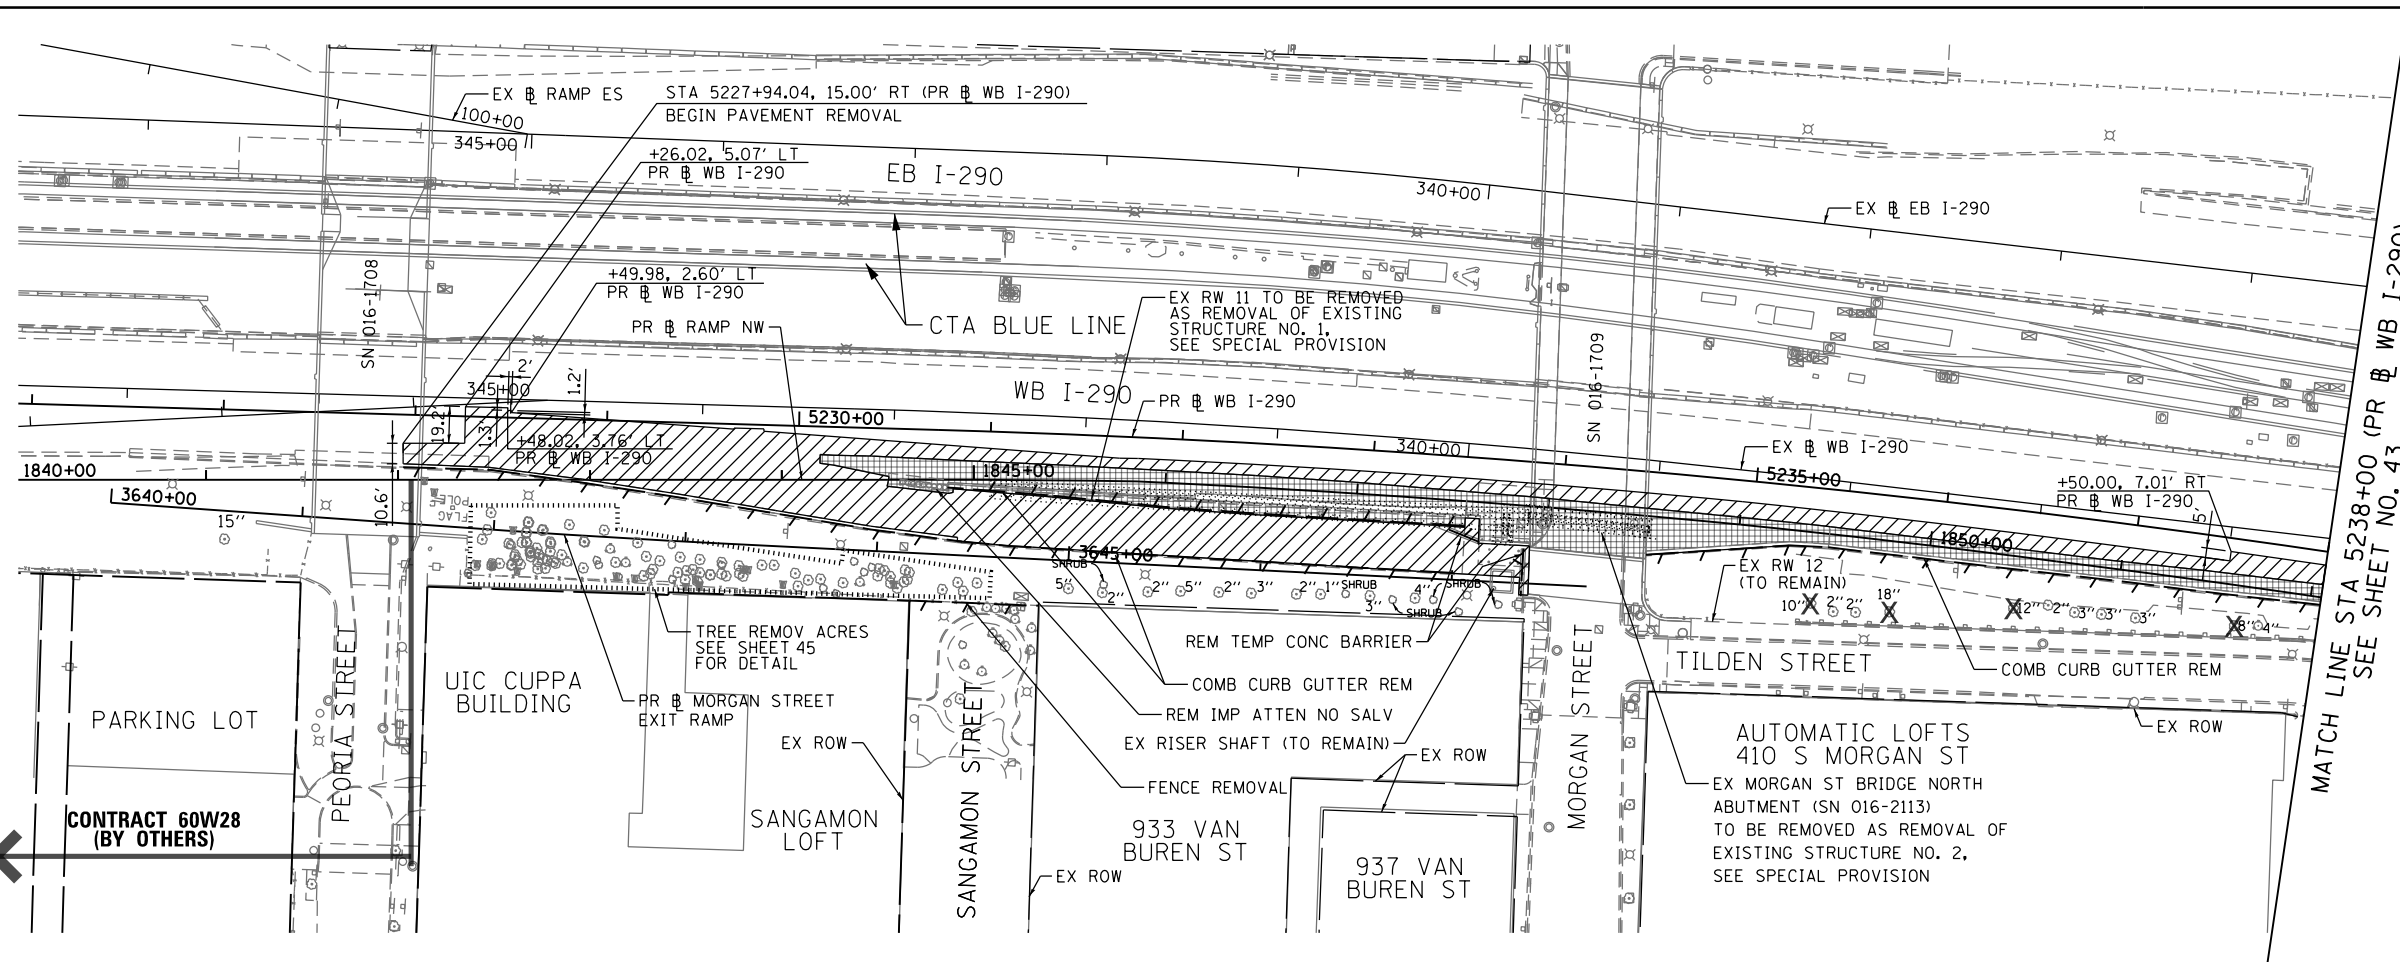 EX ⅊ RAMP ES
100+00
345+00
STA 5227+94.04, 15.00' RT (PR ⅊ WB I-290)
BEGIN PAVEMENT REMOVAL
+26.02, 5.07' LT
PR ⅊ WB I-290
EB I-290
340+00
EX ⅊ EB I-290
SN 016-1708
+49.98, 2.60' LT
PR ⅊ WB I-290
PR ⅊ RAMP NW
CTA BLUE LINE
EX RW 11 TO BE REMOVED
AS REMOVAL OF EXISTING
STRUCTURE NO. 1,
SEE SPECIAL PROVISION
SN 016-1709
2'
345+00
1.2'
19.2'
1.3'
WB I-290
PR ⅊ WB I-290
5230+00
+48.02, 3.76' LT
PR ⅊ WB I-290
340+00
EX ⅊ WB I-290
5235+00
+50.00, 7.01' RT
PR ⅊ WB I-290
5'
1840+00
1845+00
1850+00
3640+00
3645+00
10.6'
15"
FLAG
POLE
SHRUB
5"
2"
2"
5"
2"
3"
2"
1"
SHRUB
3"
4"
SHRUB
SHRUB
EX RW 12
(TO REMAIN)
10"
2"
2"
18"
12"
2"
3"
3"
3"
8"
4"
TREE REMOV ACRES
SEE SHEET 45
FOR DETAIL
PR ⅊ MORGAN STREET
EXIT RAMP
REM TEMP CONC BARRIER
COMB CURB GUTTER REM
REM IMP ATTEN NO SALV
EX RISER SHAFT (TO REMAIN)
FENCE REMOVAL
EX ROW
EX ROW
EX ROW
EX ROW
TILDEN STREET
COMB CURB GUTTER REM
PARKING LOT
PEORIA STREET
UIC CUPPA
BUILDING
SANGAMON
LOFT
SANGAMON STREET
933 VAN
BUREN ST
937 VAN
BUREN ST
MORGAN STREET
AUTOMATIC LOFTS
410 S MORGAN ST
EX MORGAN ST BRIDGE NORTH
ABUTMENT (SN 016-2113)
TO BE REMOVED AS REMOVAL OF
EXISTING STRUCTURE NO. 2,
SEE SPECIAL PROVISION
CONTRACT 60W28
(BY OTHERS)
MATCH LINE STA 5238+00 (PR ⅊ WB I-290)
SEE SHEET NO. 43